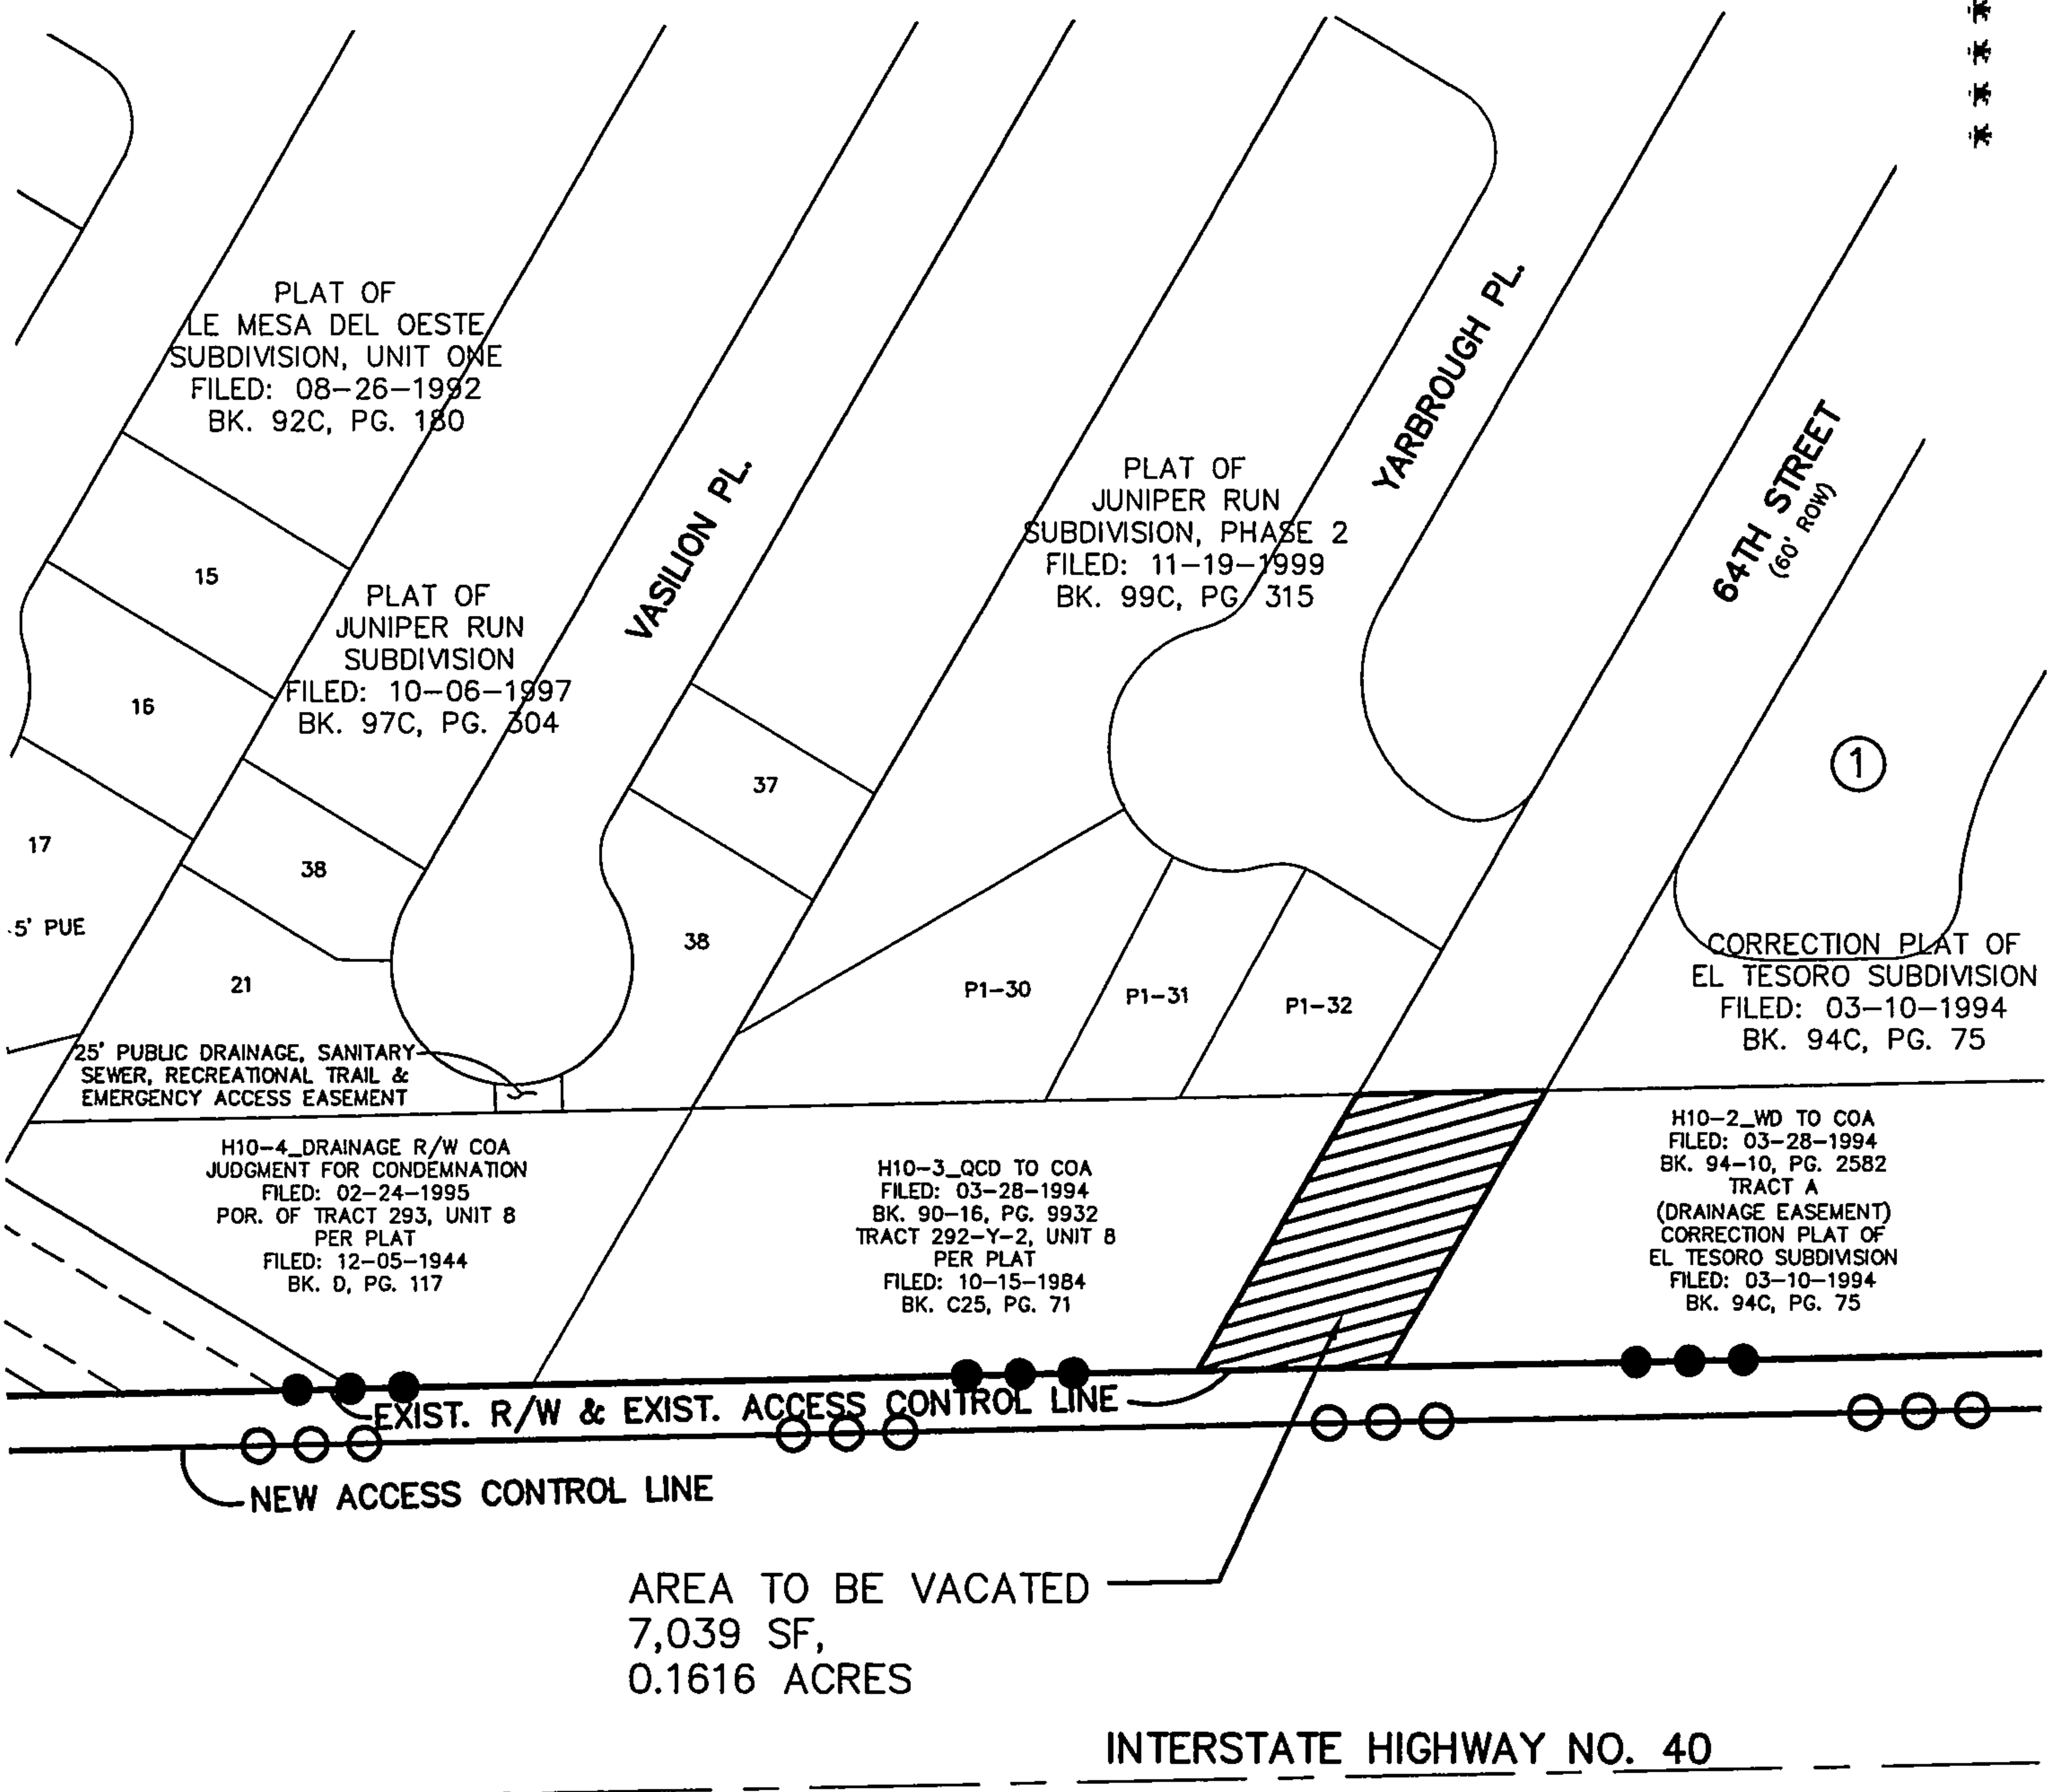 PLAT OF
LE MESA DEL OESTE
SUBDIVISION, UNIT ONE
FILED: 08-26-1992
BK. 92C, PG. 180
15
16
17
5' PUE
PLAT OF
JUNIPER RUN
SUBDIVISION
FILED: 10-06-1997
BK. 97C, PG. 304
38
21
VASILION PL.
37
38
PLAT OF
JUNIPER RUN
SUBDIVISION, PHASE 2
FILED: 11-19-1999
BK. 99C, PG. 315
YARBROUGH PL.
64TH STREET
(60' ROW)
1
P1-30
P1-31
P1-32
CORRECTION PLAT OF
EL TESORO SUBDIVISION
FILED: 03-10-1994
BK. 94C, PG. 75
25' PUBLIC DRAINAGE, SANITARY
SEWER, RECREATIONAL TRAIL &
EMERGENCY ACCESS EASEMENT
H10-4_DRAINAGE R/W COA
JUDGMENT FOR CONDEMNATION
FILED: 02-24-1995
POR. OF TRACT 293, UNIT 8
PER PLAT
FILED: 12-05-1944
BK. D, PG. 117
H10-3_QCD TO COA
FILED: 03-28-1994
BK. 90-16, PG. 9932
TRACT 292-Y-2, UNIT 8
PER PLAT
FILED: 10-15-1984
BK. C25, PG. 71
H10-2_WD TO COA
FILED: 03-28-1994
BK. 94-10, PG. 2582
TRACT A
(DRAINAGE EASEMENT)
CORRECTION PLAT OF
EL TESORO SUBDIVISION
FILED: 03-10-1994
BK. 94C, PG. 75
EXIST. R/W & EXIST. ACCESS CONTROL LINE
NEW ACCESS CONTROL LINE
AREA TO BE VACATED
7,039 SF,
0.1616 ACRES
INTERSTATE HIGHWAY NO. 40